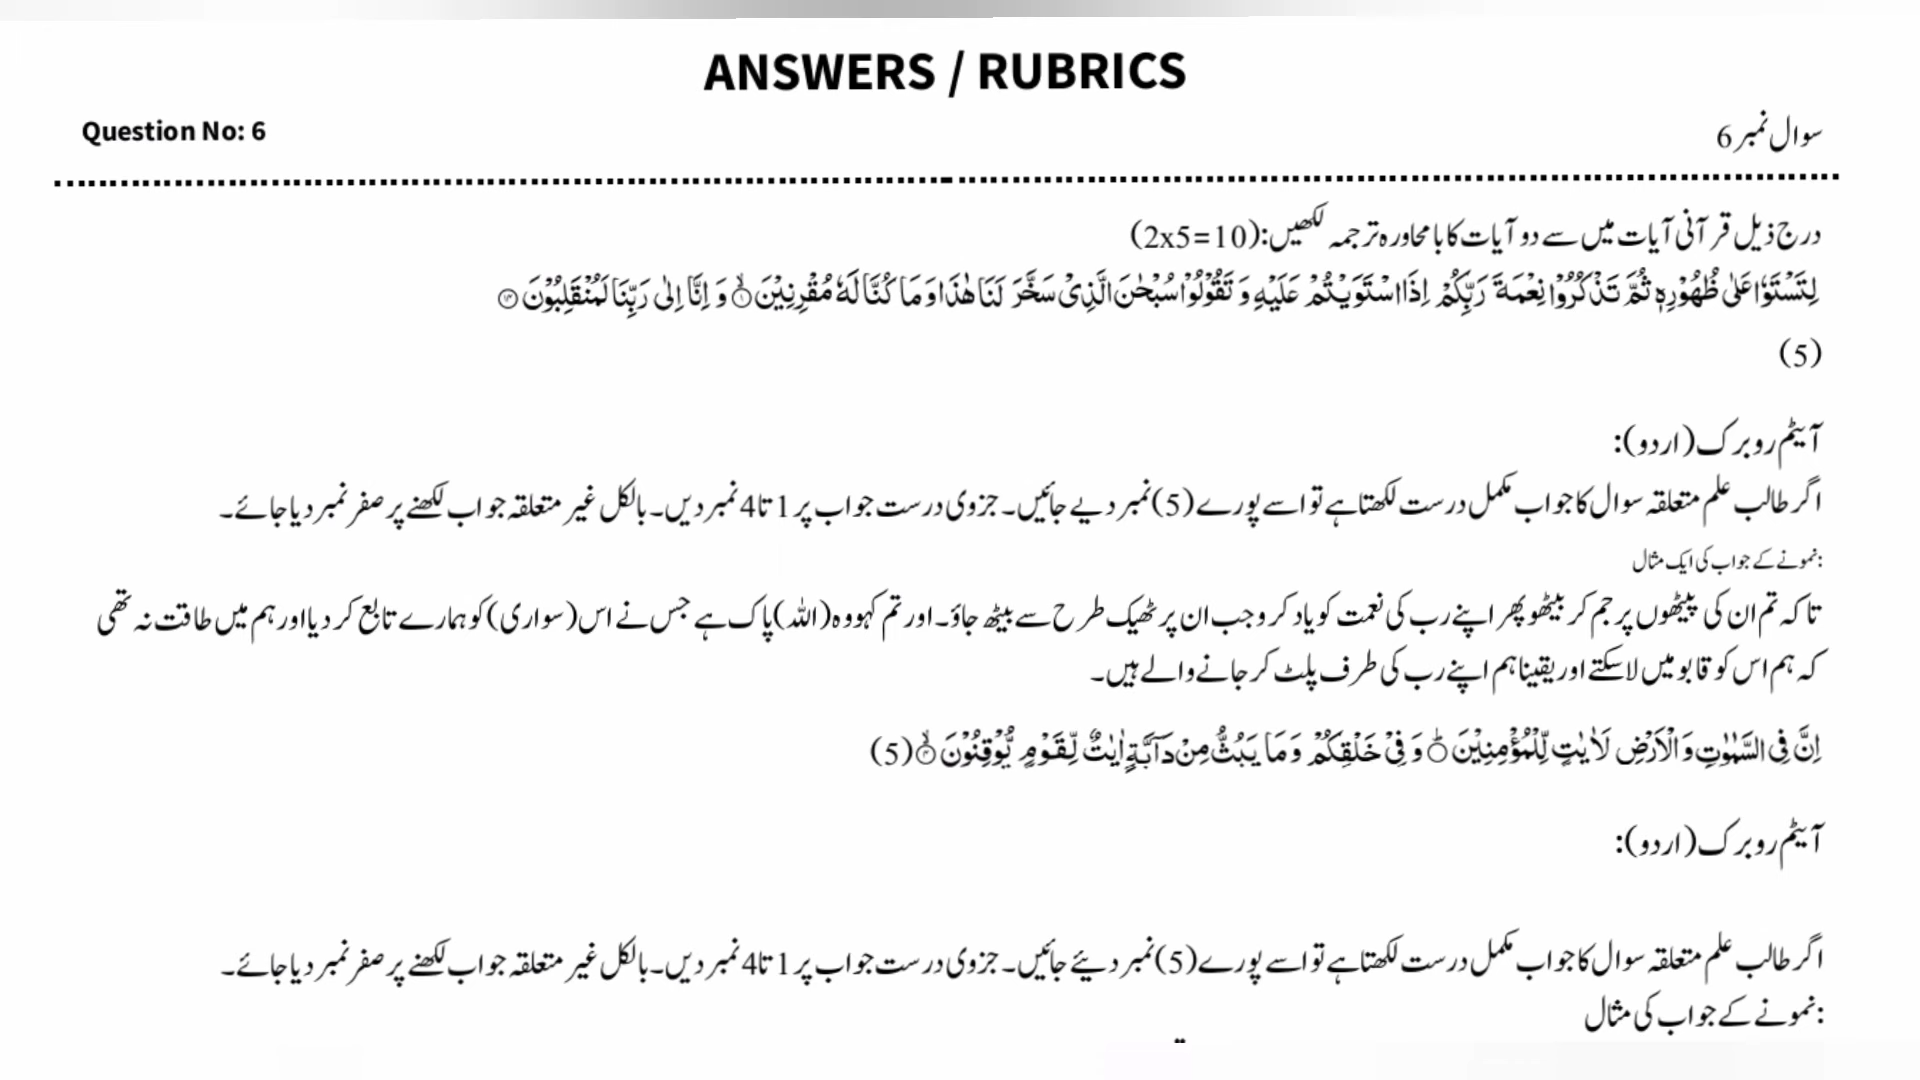 ANSWERS / RUBRICS
Question No: 6
سوال نمبر 6
درج ذیل قرآنی آیات میں سے دو آیات کا با محاورہ ترجمہ لکھیں:(2x5=10)
لِتَسْتَوٗا عَلٰى ظُهُوْرِهٖ ثُمَّ تَذْكُرُوْا نِعْمَةَ رَبِّكُمْ اِذَا اسْتَوَيْتُمْ عَلَيْهِ وَ تَقُوْلُوْا سُبْحٰنَ الَّذِیْ سَخَّرَ لَنَا هٰذَا وَ مَا كُنَّا لَهٗ مُقْرِنِيْنَ ۙ۝ وَ اِنَّاۤ اِلٰى رَبِّنَا لَمُنْقَلِبُوْنَ ۝
(5)
آیٹم روبرک(اردو):
اگر طالب علم متعلقہ سوال کا جواب مکمل درست لکھتا ہے تو اسے پورے (5)نمبر دیے جائیں۔ جزوی درست جواب پر 1 تا 4 نمبر دیں۔ بالکل غیر متعلقہ جواب لکھنے پر صفر نمبر دیا جائے۔
:نمونے کے جواب کی ایک مثال
تاکہ تم ان کی پیٹھوں پر جم کر بیٹھو پھر اپنے رب کی نعمت کو یاد کرو جب ان پر ٹھیک طرح سے بیٹھ جاؤ۔ اور تم کہو وہ (اللہ) پاک ہے جس نے اس (سواری) کو ہمارے تابع کر دیا اور ہم میں طاقت نہ تھی
کہ ہم اس کو قابو میں لا سکتے اور یقینا ہم اپنے رب کی طرف پلٹ کر جانے والے ہیں۔
اِنَّ فِی السَّمٰوٰتِ وَ الْاَرْضِ لَاٰيٰتٍ لِّلْمُؤْمِنِيْنَ ؕ۝ وَ فِیْ خَلْقِكُمْ وَ مَا يَبُثُّ مِنْ دَآبَّةٍ اٰيٰتٌ لِّقَوْمٍ يُّوْقِنُوْنَ ۙ۝ (5)
آیٹم روبرک(اردو):
اگر طالب علم متعلقہ سوال کا جواب مکمل درست لکھتا ہے تو اسے پورے (5)نمبر دیئے جائیں۔ جزوی درست جواب پر 1 تا 4 نمبر دیں۔ بالکل غیر متعلقہ جواب لکھنے پر صفر نمبر دیا جائے۔
:نمونے کے جواب کی مثال